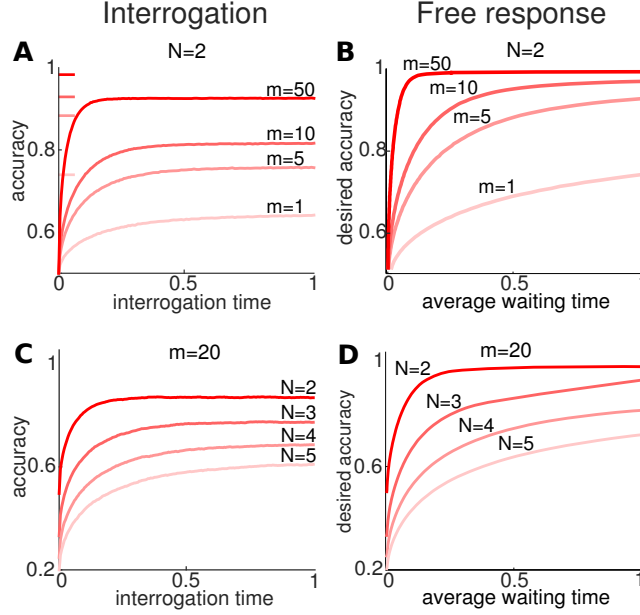 Interrogation
Free response
A
N=2
1
0.8
0.6
accuracy
m=50
m=10
m=5
m=1
0
0.5
1
interrogation time
B
N=2
1
0.8
0.6
desired accuracy
m=50
m=10
m=5
m=1
0
0.5
1
average waiting time
C
m=20
1
0.6
0.2
accuracy
N=2
N=3
N=4
N=5
0
0.5
1
interrogation time
D
m=20
1
0.6
0.2
desired accuracy
N=2
N=3
N=4
N=5
0
0.5
1
average waiting time